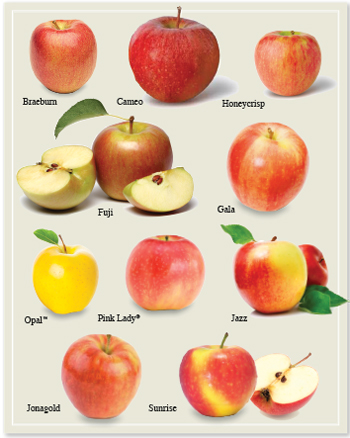 Braeburn
Cameo
Honeycrisp
Fuji
Gala
Opal™
Pink Lady®
Jazz
Jonagold
Sunrise